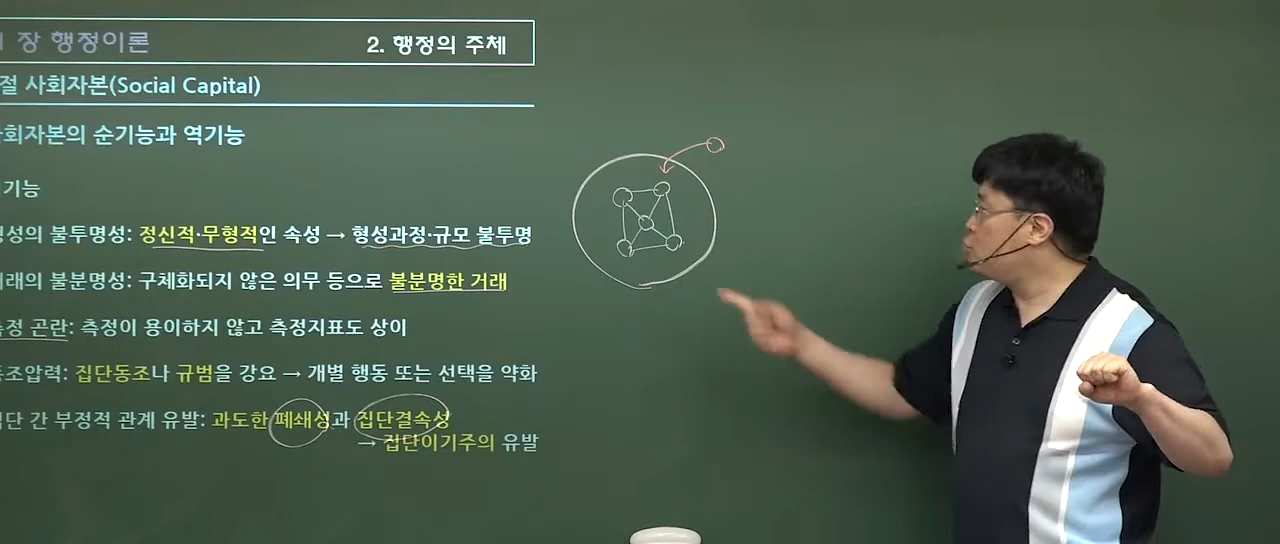 장 행정이론
2. 행정의 주체
절 사회자본(Social Capital)
회자본의 순기능과 역기능
기능
성의 불투명성: 정신적·무형적인 속성 → 형성과정·규모 불투명
래의 불분명성: 구체화되지 않은 의무 등으로 불분명한 거래
측정 곤란: 측정이 용이하지 않고 측정지표도 상이
동조압력: 집단동조나 규범을 강요 → 개별 행동 또는 선택을 약화
단 간 부정적 관계 유발: 과도한 폐쇄성과 집단결속성
→ 집단이기주의 유발